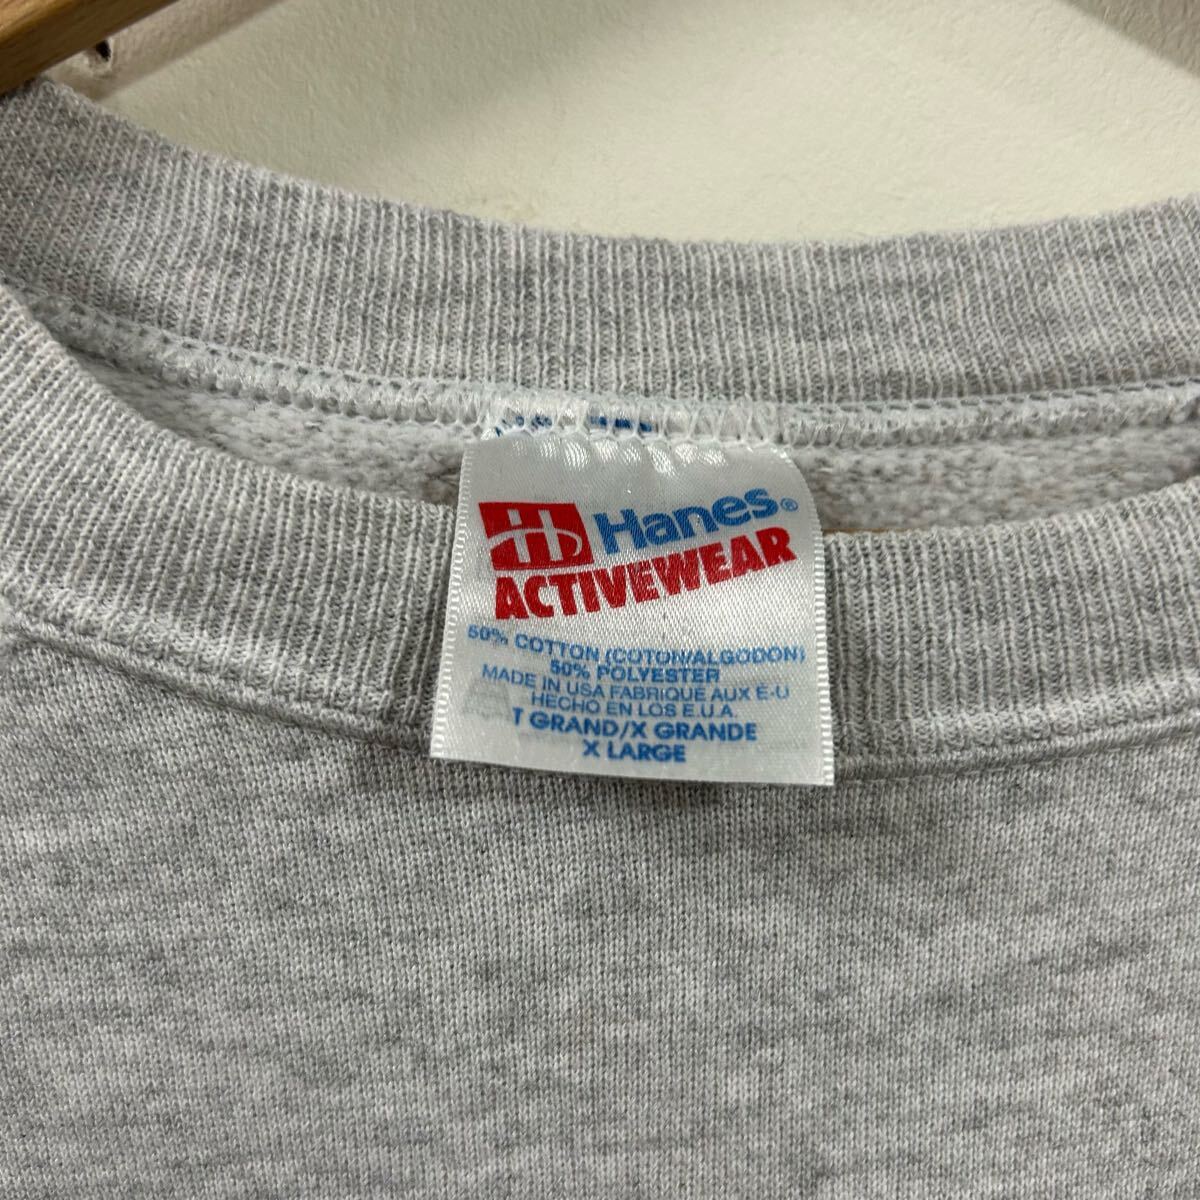 Hanes®
ACTIVEWEAR
50% COTTON (COTON/ALGODON)
50% POLYESTER
MADE IN USA FABRIQUE AUX E-U
HECHO EN LOS E.U.A.
T GRAND/X GRANDE
X LARGE